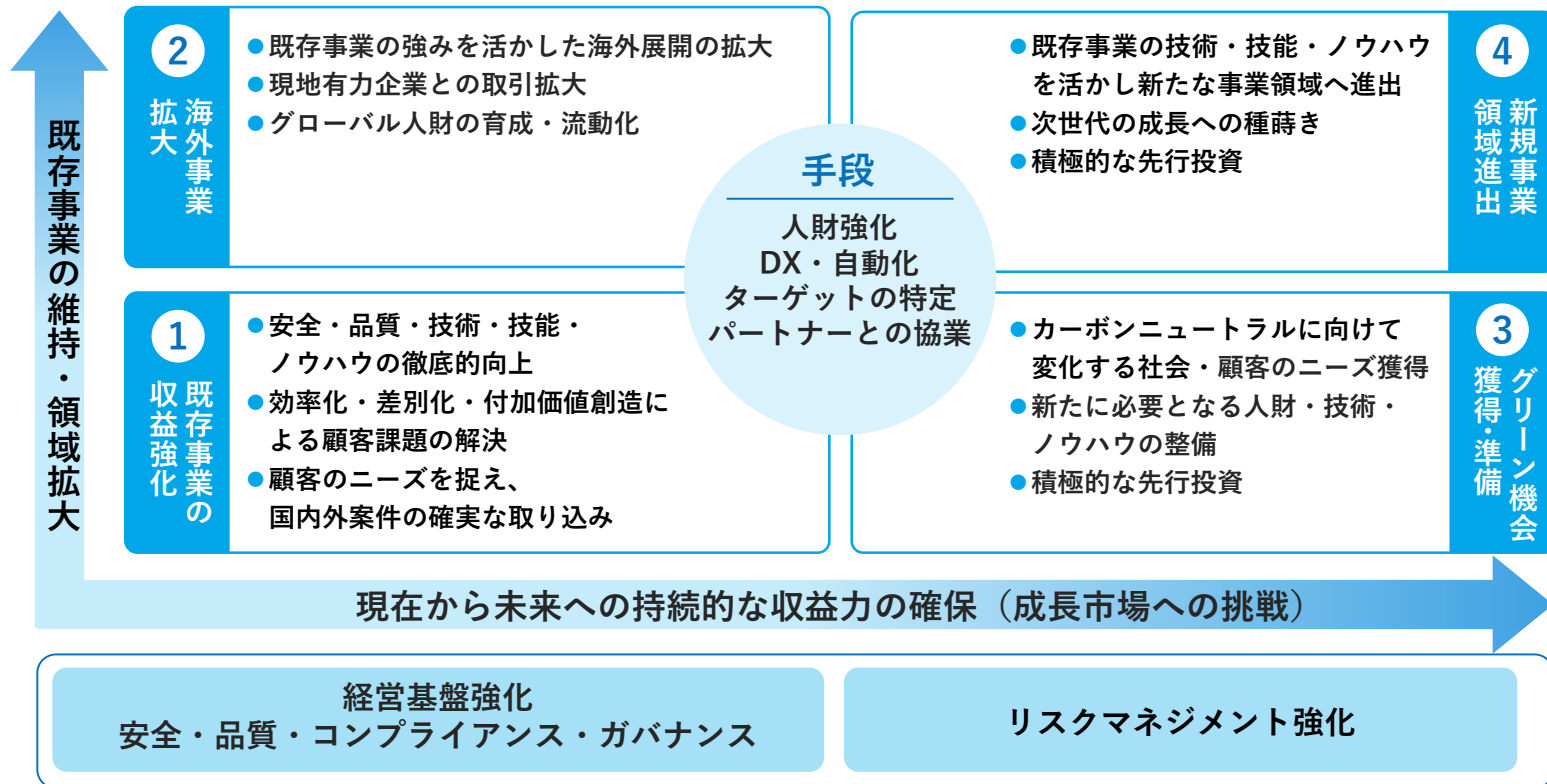 既存事業の維持・領域拡大
2
海外事業
拡大
●既存事業の強みを活かした海外展開の拡大
●現地有力企業との取引拡大
●グローバル人財の育成・流動化
4
新規事業
領域進出
●既存事業の技術・技能・ノウハウ
を活かし新たな事業領域へ進出
●次世代の成長への種蒔き
●積極的な先行投資
手段
人財強化
DX・自動化
ターゲットの特定
パートナーとの協業
1
既存事業の
収益強化
●安全・品質・技術・技能・
ノウハウの徹底的向上
●効率化・差別化・付加価値創造に
よる顧客課題の解決
●顧客のニーズを捉え、
国内外案件の確実な取り込み
3
グリーン機会
獲得・準備
●カーボンニュートラルに向けて
変化する社会・顧客のニーズ獲得
●新たに必要となる人財・技術・
ノウハウの整備
●積極的な先行投資
現在から未来への持続的な収益力の確保（成長市場への挑戦）
経営基盤強化
安全・品質・コンプライアンス・ガバナンス
リスクマネジメント強化